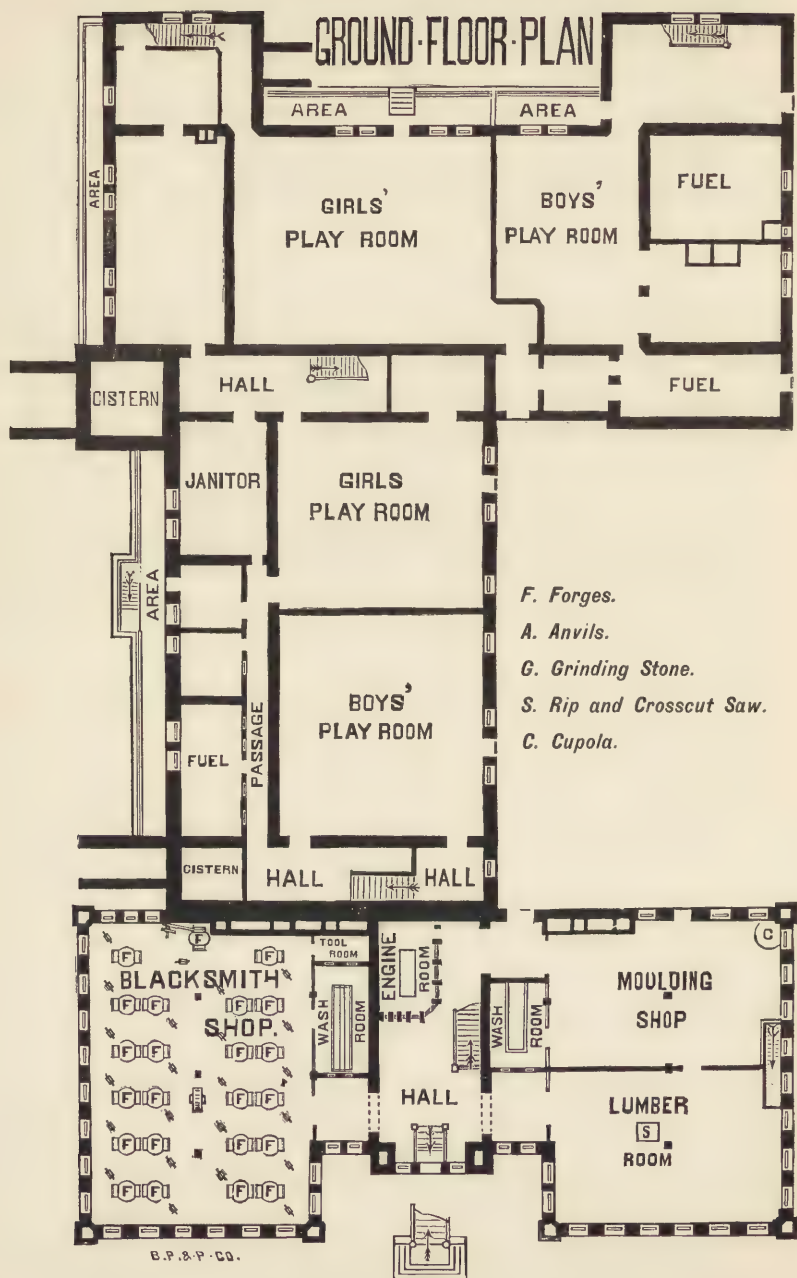 GROUND·FLOOR·PLAN
AREA
AREA
AREA
GIRLS'
PLAY ROOM
BOYS'
PLAY ROOM
FUEL
CISTERN
HALL
FUEL
JANITOR
GIRLS
PLAY ROOM
AREA
F. Forges.
A. Anvils.
G. Grinding Stone.
S. Rip and Crosscut Saw.
C. Cupola.
BOYS'
PLAY ROOM
PASSAGE
FUEL
CISTERN
HALL
HALL
F
TOOL
ROOM
ENGINE
ROOM
C
F F F F
BLACKSMITH
SHOP.
F F F F
F F F F
F F F F
F F F F
F F F F
WASH
ROOM
WASH
ROOM
MOULDING
SHOP
HALL
LUMBER
S
ROOM
B.P.&P.CO.